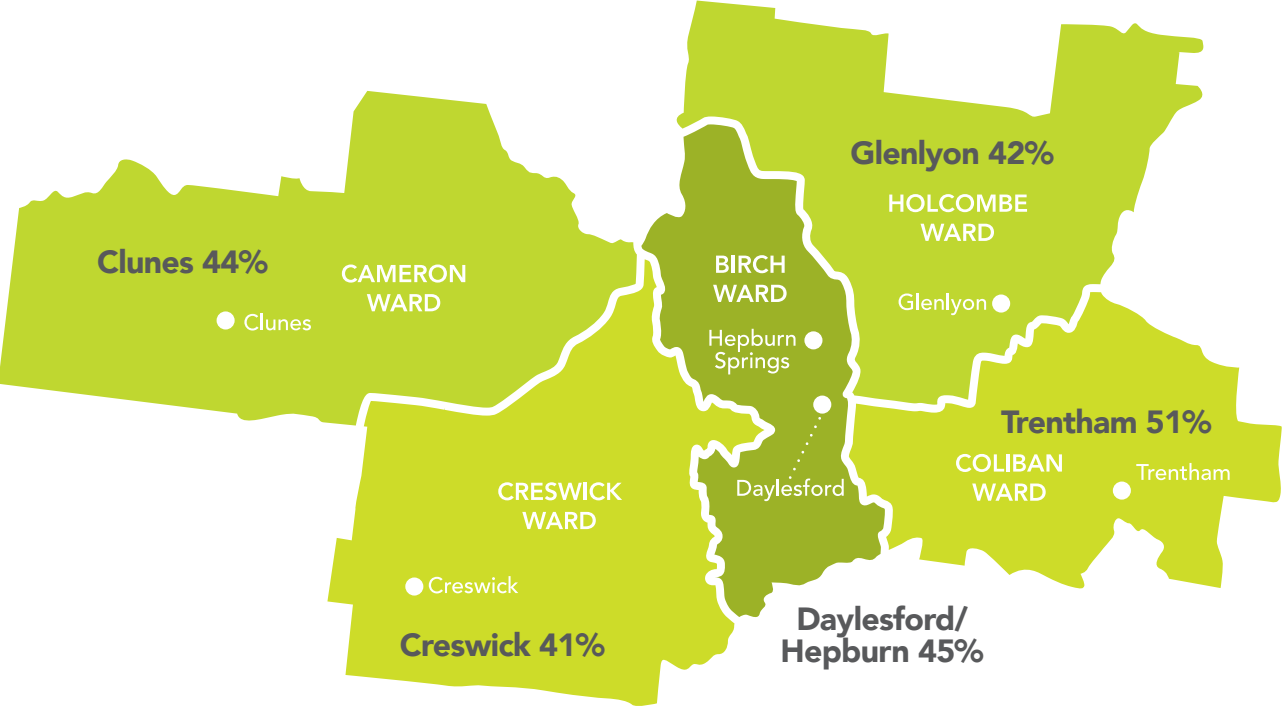 Glenlyon 42%
HOLCOMBE
WARD
Glenlyon
Clunes 44%
CAMERON
WARD
Clunes
BIRCH
WARD
Hepburn
Springs
Daylesford
Trentham 51%
COLIBAN
WARD
Trentham
CRESWICK
WARD
Creswick
Creswick 41%
Daylesford/
Hepburn 45%